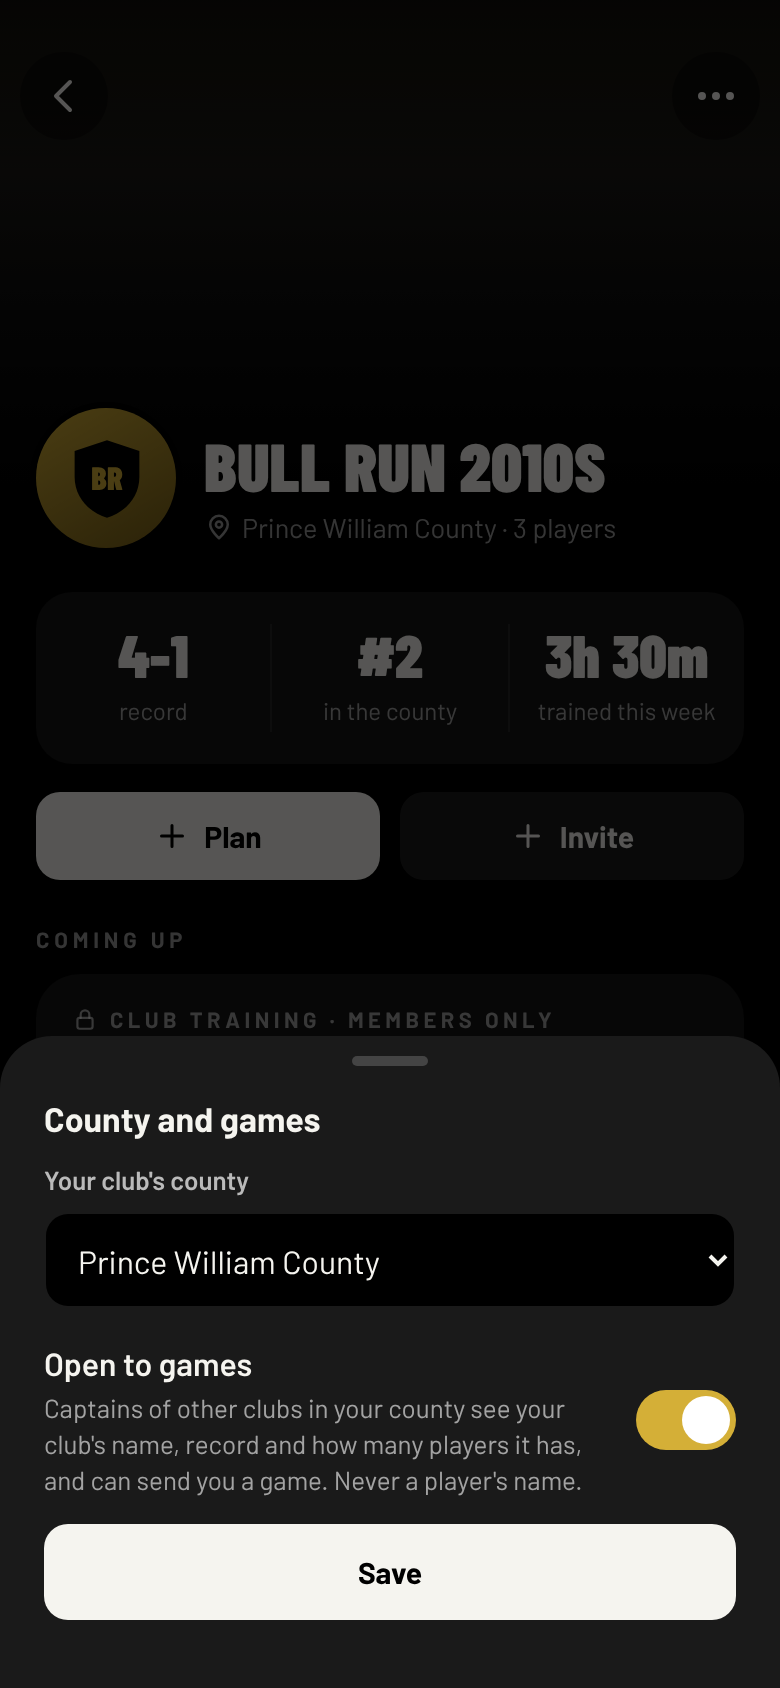 BR
BULL RUN 2010S
Prince William County · 3 players
4-1
record
#2
in the county
3h 30m
trained this week
Plan
Invite
COMING UP
CLUB TRAINING · MEMBERS ONLY
County and games
Your club's county
Prince William County
Open to games
Captains of other clubs in your county see your
club's name, record and how many players it has,
and can send you a game. Never a player's name.
Save